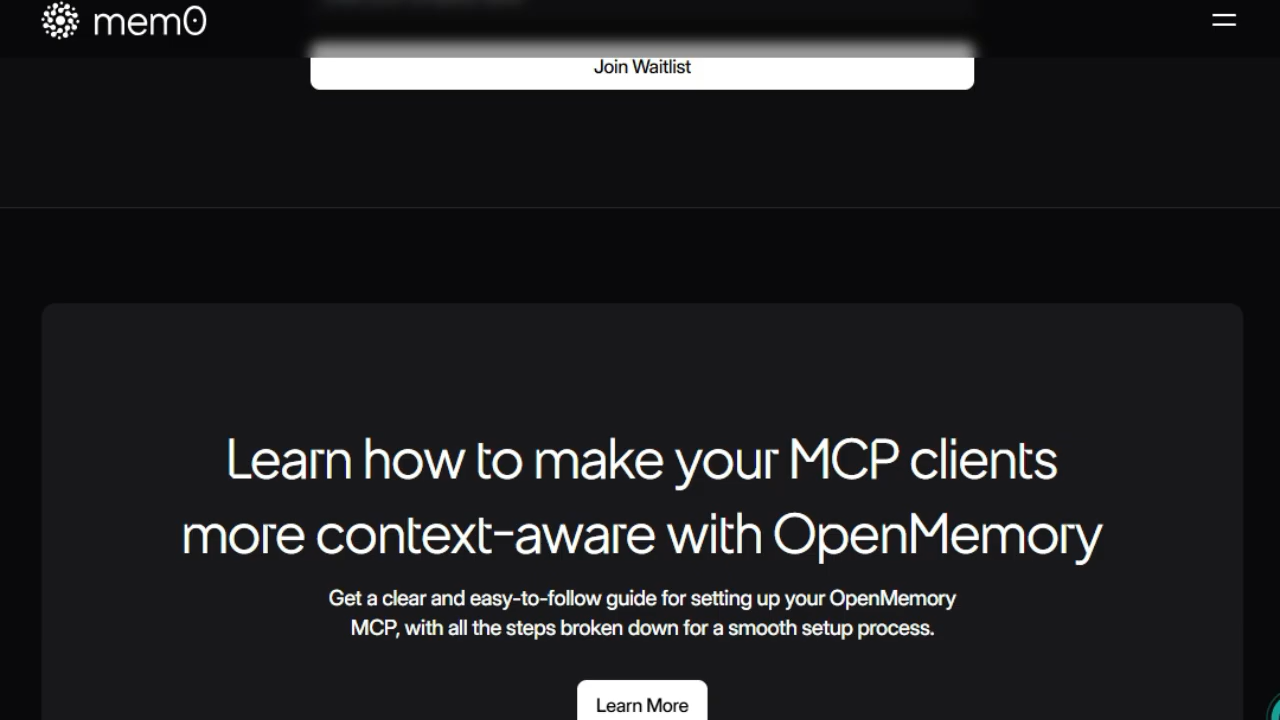 mem0
Join Waitlist
Learn how to make your MCP clients
more context-aware with OpenMemory
Get a clear and easy-to-follow guide for setting up your OpenMemory
MCP, with all the steps broken down for a smooth setup process.
Learn More